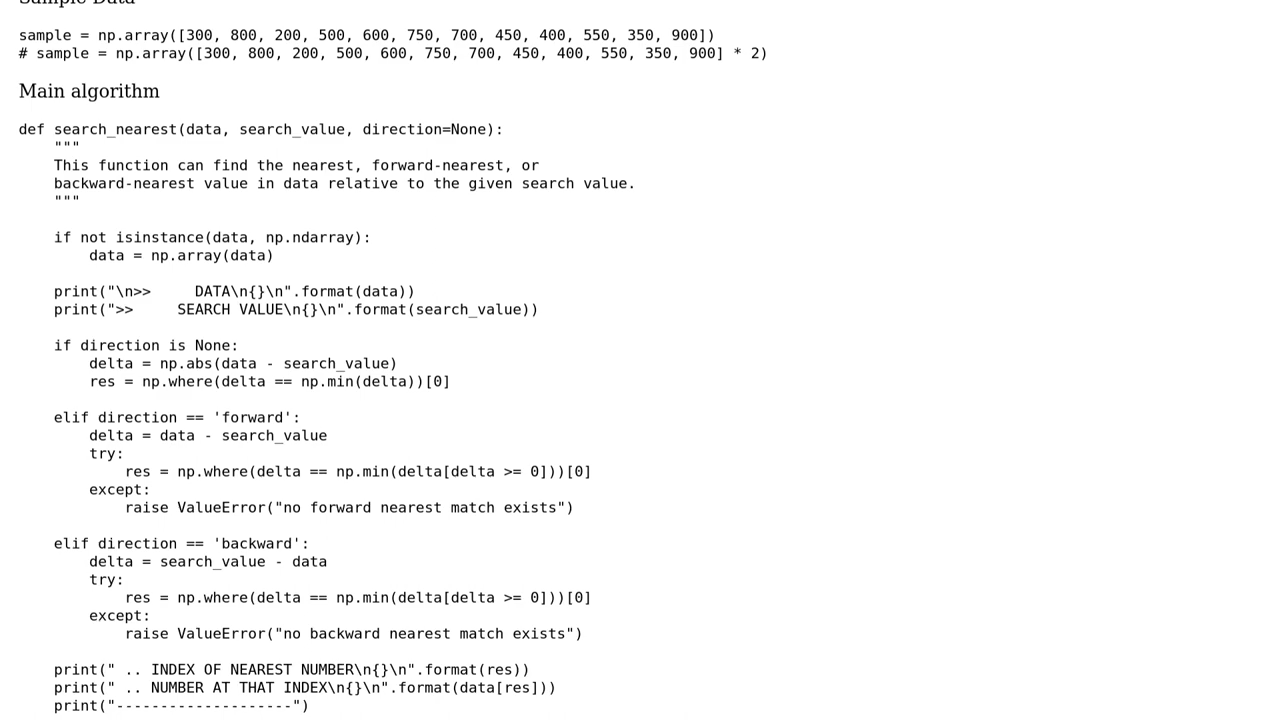 Sample Data
sample = np.array([300, 800, 200, 500, 600, 750, 700, 450, 400, 550, 350, 900])
# sample = np.array([300, 800, 200, 500, 600, 750, 700, 450, 400, 550, 350, 900] * 2)
Main algorithm
def search_nearest(data, search_value, direction=None):
    """
    This function can find the nearest, forward-nearest, or
    backward-nearest value in data relative to the given search value.
    """
    if not isinstance(data, np.ndarray):
        data = np.array(data)
    print("\n>>     DATA\n{}\n".format(data))
    print(">>     SEARCH VALUE\n{}\n".format(search_value))
    if direction is None:
        delta = np.abs(data - search_value)
        res = np.where(delta == np.min(delta))[0]
    elif direction == 'forward':
        delta = data - search_value
        try:
            res = np.where(delta == np.min(delta[delta >= 0]))[0]
        except:
            raise ValueError("no forward nearest match exists")
    elif direction == 'backward':
        delta = search_value - data
        try:
            res = np.where(delta == np.min(delta[delta >= 0]))[0]
        except:
            raise ValueError("no backward nearest match exists")
    print(" .. INDEX OF NEAREST NUMBER\n{}\n".format(res))
    print(" .. NUMBER AT THAT INDEX\n{}\n".format(data[res]))
    print("--------------------")